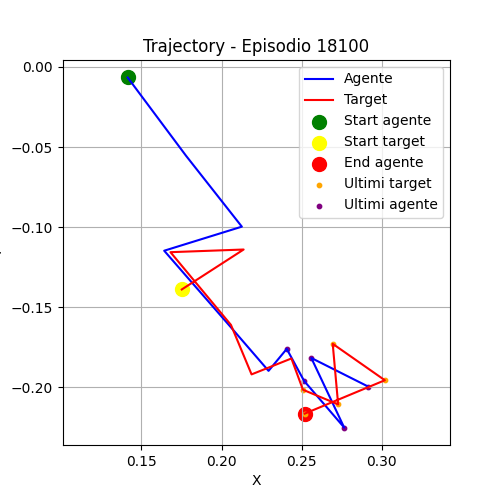 Trajectory - Episodio 18100
Agente
Target
Start agente
Start target
End agente
Ultimi target
Ultimi agente
0.00
−0.05
−0.10
−0.15
−0.20
0.15
0.20
0.25
0.30
X